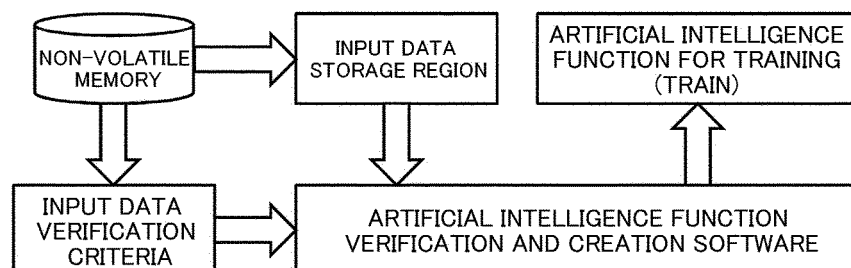 NON-VOLATILE
MEMORY
INPUT DATA
STORAGE REGION
ARTIFICIAL INTELLIGENCE
FUNCTION FOR TRAINING
(TRAIN)
INPUT DATA
VERIFICATION
CRITERIA
ARTIFICIAL INTELLIGENCE FUNCTION
VERIFICATION AND CREATION SOFTWARE